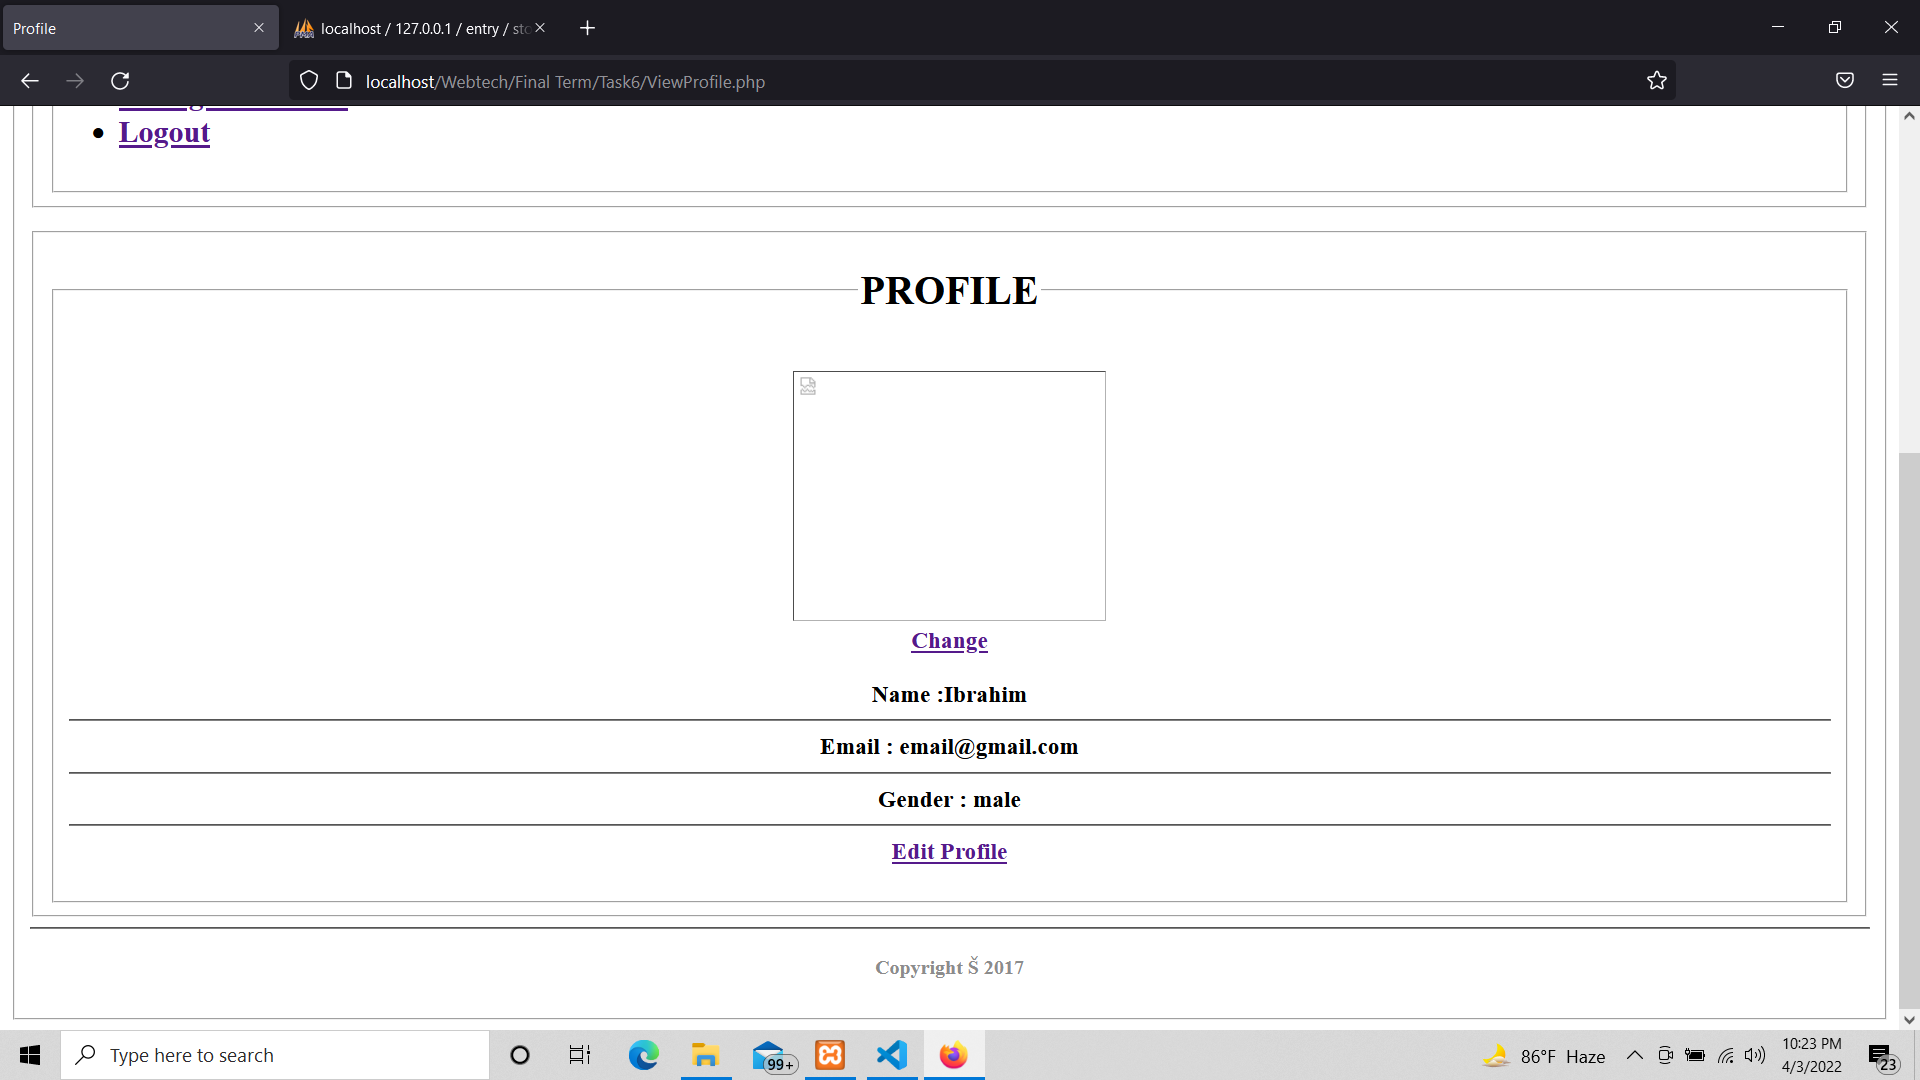 Profile
localhost / 127.0.0.1 / entry / sto
localhost/Webtech/Final Term/Task6/ViewProfile.php
Logout
PROFILE
Change
Name :Ibrahim
Email : email@gmail.com
Gender : male
Edit Profile
Copyright Š 2017
Type here to search
99+
86°F Haze
10:23 PM
4/3/2022
23